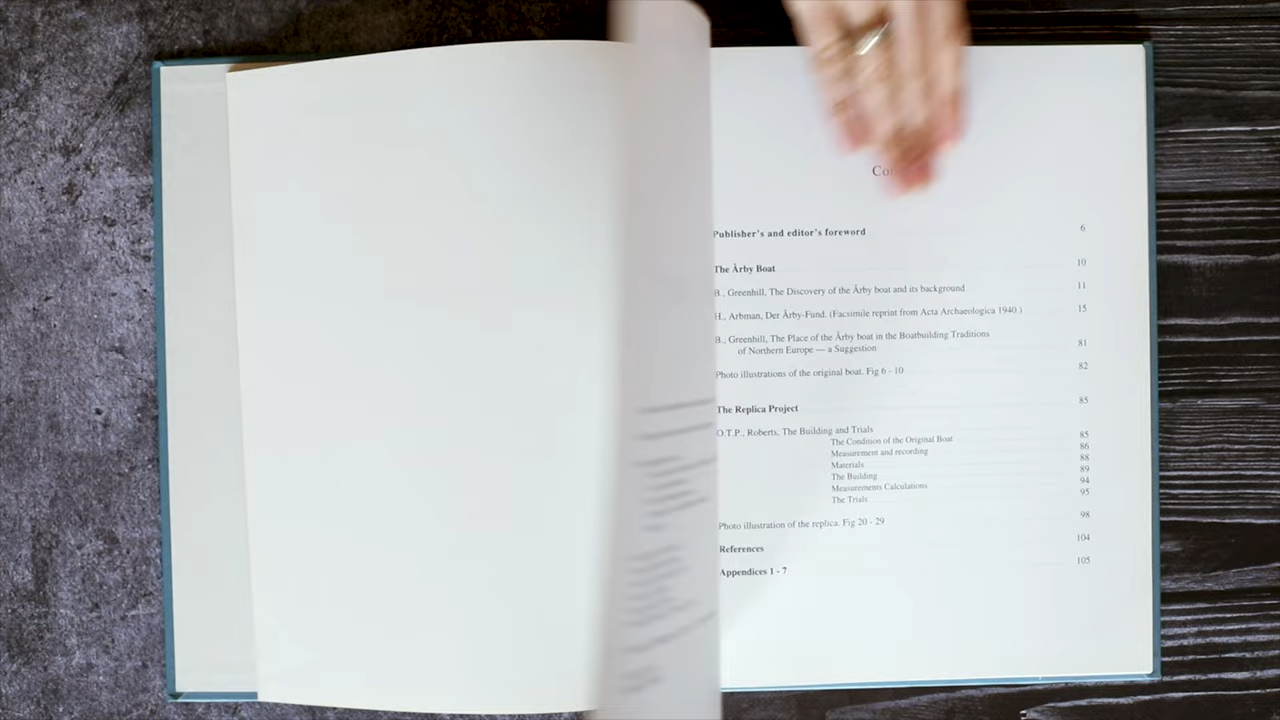 Publisher's and editor's foreword 6
The Årby Boat 10
B., Greenhill, The Discovery of the Årby boat and its background 11
H., Arbman, Der Årby-Fund. (Facsimile reprint from Acta Archaeologica 1940.) 15
B., Greenhill, The Place of the Årby boat in the Boatbuilding Traditions
of Northern Europe — a Suggestion 81
Photo illustrations of the original boat. Fig 6 - 10 82
The Replica Project 85
O.T.P., Roberts, The Building and Trials
The Condition of the Original Boat 85
Measurement and recording 86
Materials 88
The Building 89
Measurements Calculations 94
The Trials 95
Photo illustration of the replica. Fig 20 - 29 98
References 104
Appendices 1 - 7 105